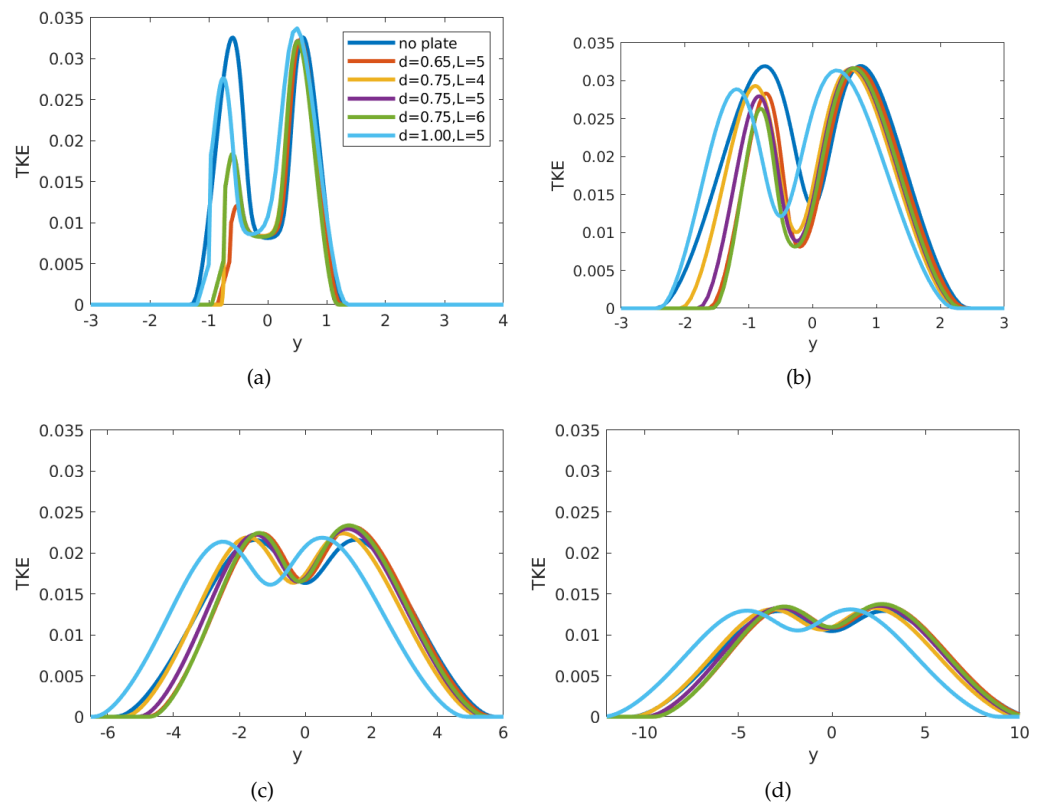 0.035
0.03
0.025
0.02
0.015
0.01
0.005
0
TKE
-3 -2 -1 0 1 2 3 4
y
no plate
d=0.65,L=5
d=0.75,L=4
d=0.75,L=5
d=0.75,L=6
d=1.00,L=5
(a)
0.035
0.03
0.025
0.02
0.015
0.01
0.005
0
TKE
-3 -2 -1 0 1 2 3
y
(b)
0.035
0.03
0.025
0.02
0.015
0.01
0.005
0
TKE
-6 -4 -2 0 2 4 6
y
(c)
0.035
0.03
0.025
0.02
0.015
0.01
0.005
0
TKE
-10 -5 0 5 10
y
(d)